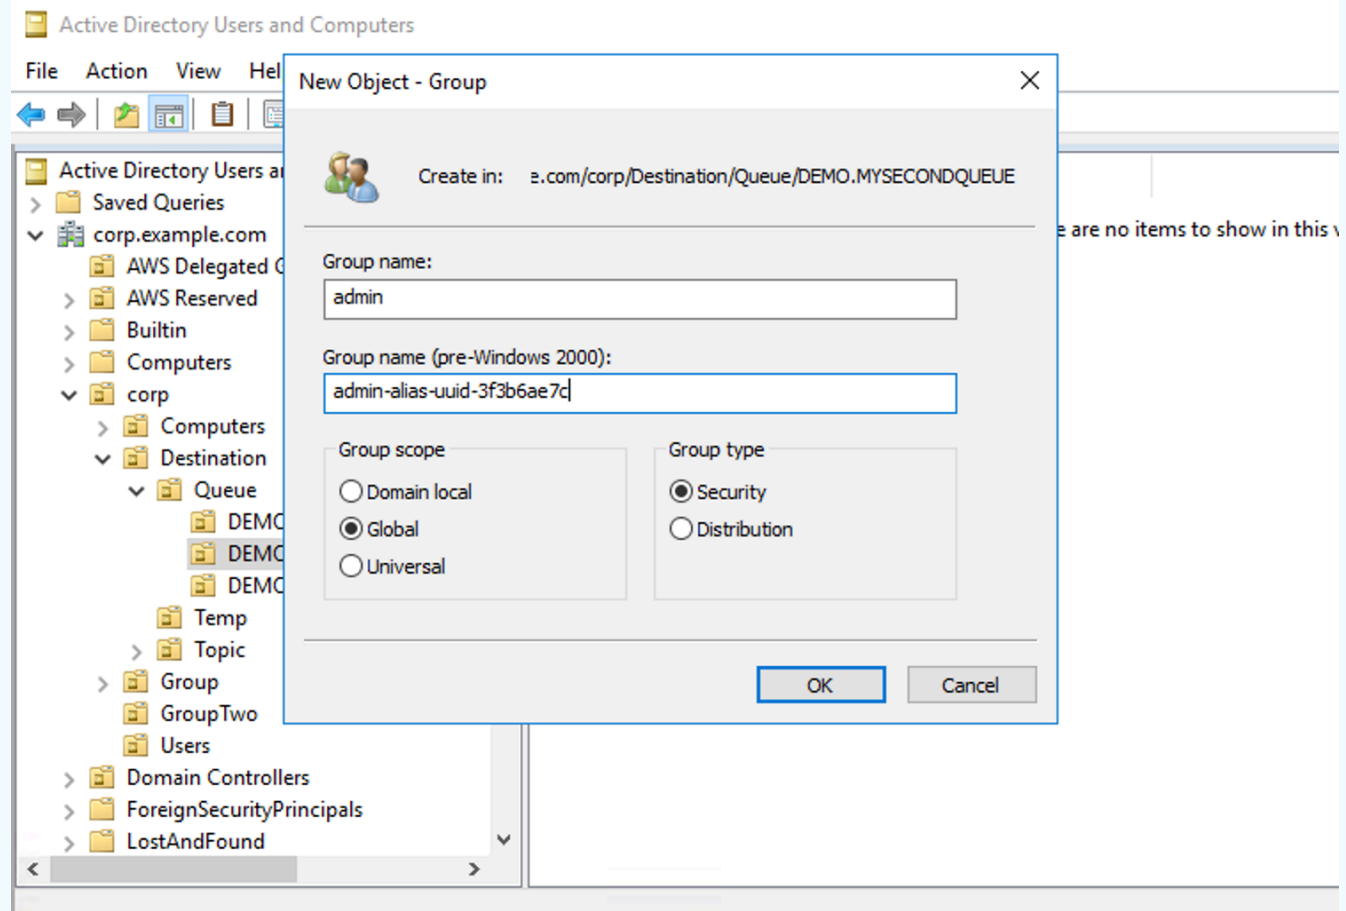 Active Directory Users and Computers
File Action View Hel
New Object - Group
Create in: e.com/corp/Destination/Queue/DEMO.MYSECONDQUEUE
Active Directory Users a
Saved Queries
corp.example.com
e are no items to show in this
Group name:
AWS Delegated
admin
AWS Reserved
Builtin
Group name (pre-Windows 2000):
Computers
admin-alias-uuid-3f3b6ae7c
corp
Computers
Group scope
Group type
Destination
Domain local
Security
Queue
DEMO
Global
Distribution
DEMO
Universal
DEMO
Temp
Topic
Group
OK
Cancel
GroupTwo
Users
Domain Controllers
ForeignSecurityPrincipals
LostAndFound